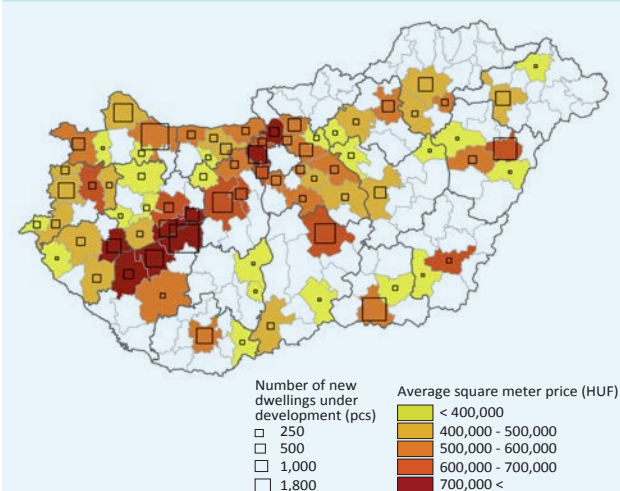 Number of new
dwellings under
development (pcs)
250
500
1,000
1,800
Average square meter price (HUF)
< 400,000
400,000 - 500,000
500,000 - 600,000
600,000 - 700,000
700,000 <